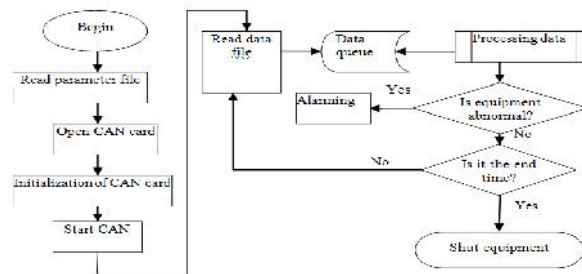 Begin
Read parameter file
Open CAN card
Initialization of CAN card
Start CAN
Read data
file
Data
queue
Processing data
Yes
Alarming
Is equipment
abnormal?
No
Is it the end
time?
No
Yes
Shut equipment